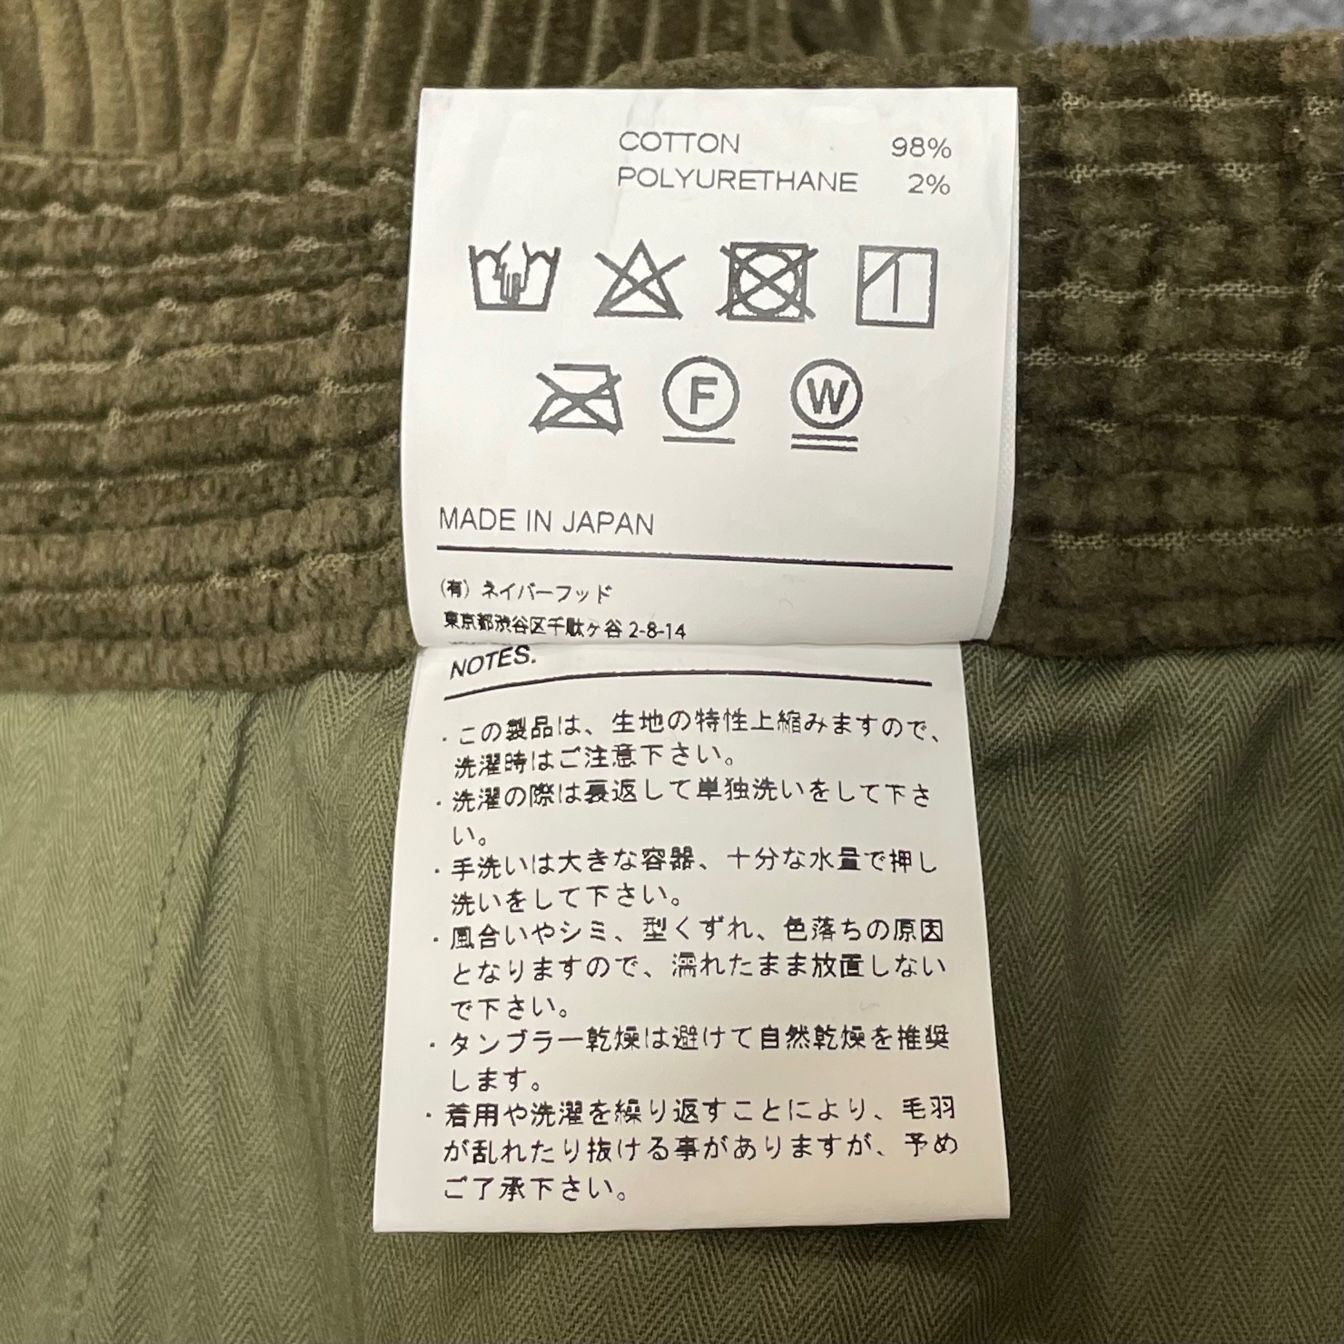 COTTON 98%
POLYURETHANE 2%
F W
MADE IN JAPAN
(有) ネイバーフッド
東京都渋谷区千駄ヶ谷 2-8-14
NOTES.
・この製品は、生地の特性上縮みますので、
洗濯時はご注意下さい。
・洗濯の際は裏返して単独洗いをして下さ
い。
・手洗いは大きな容器、十分な水量で押し
洗いをして下さい。
・風合いやシミ、型くずれ、色落ちの原因
となりますので、濡れたまま放置しない
で下さい。
・タンブラー乾燥は避けて自然乾燥を推奨
します。
・着用や洗濯を繰り返すことにより、毛羽
が乱れたり抜ける事がありますが、予め
ご了承下さい。